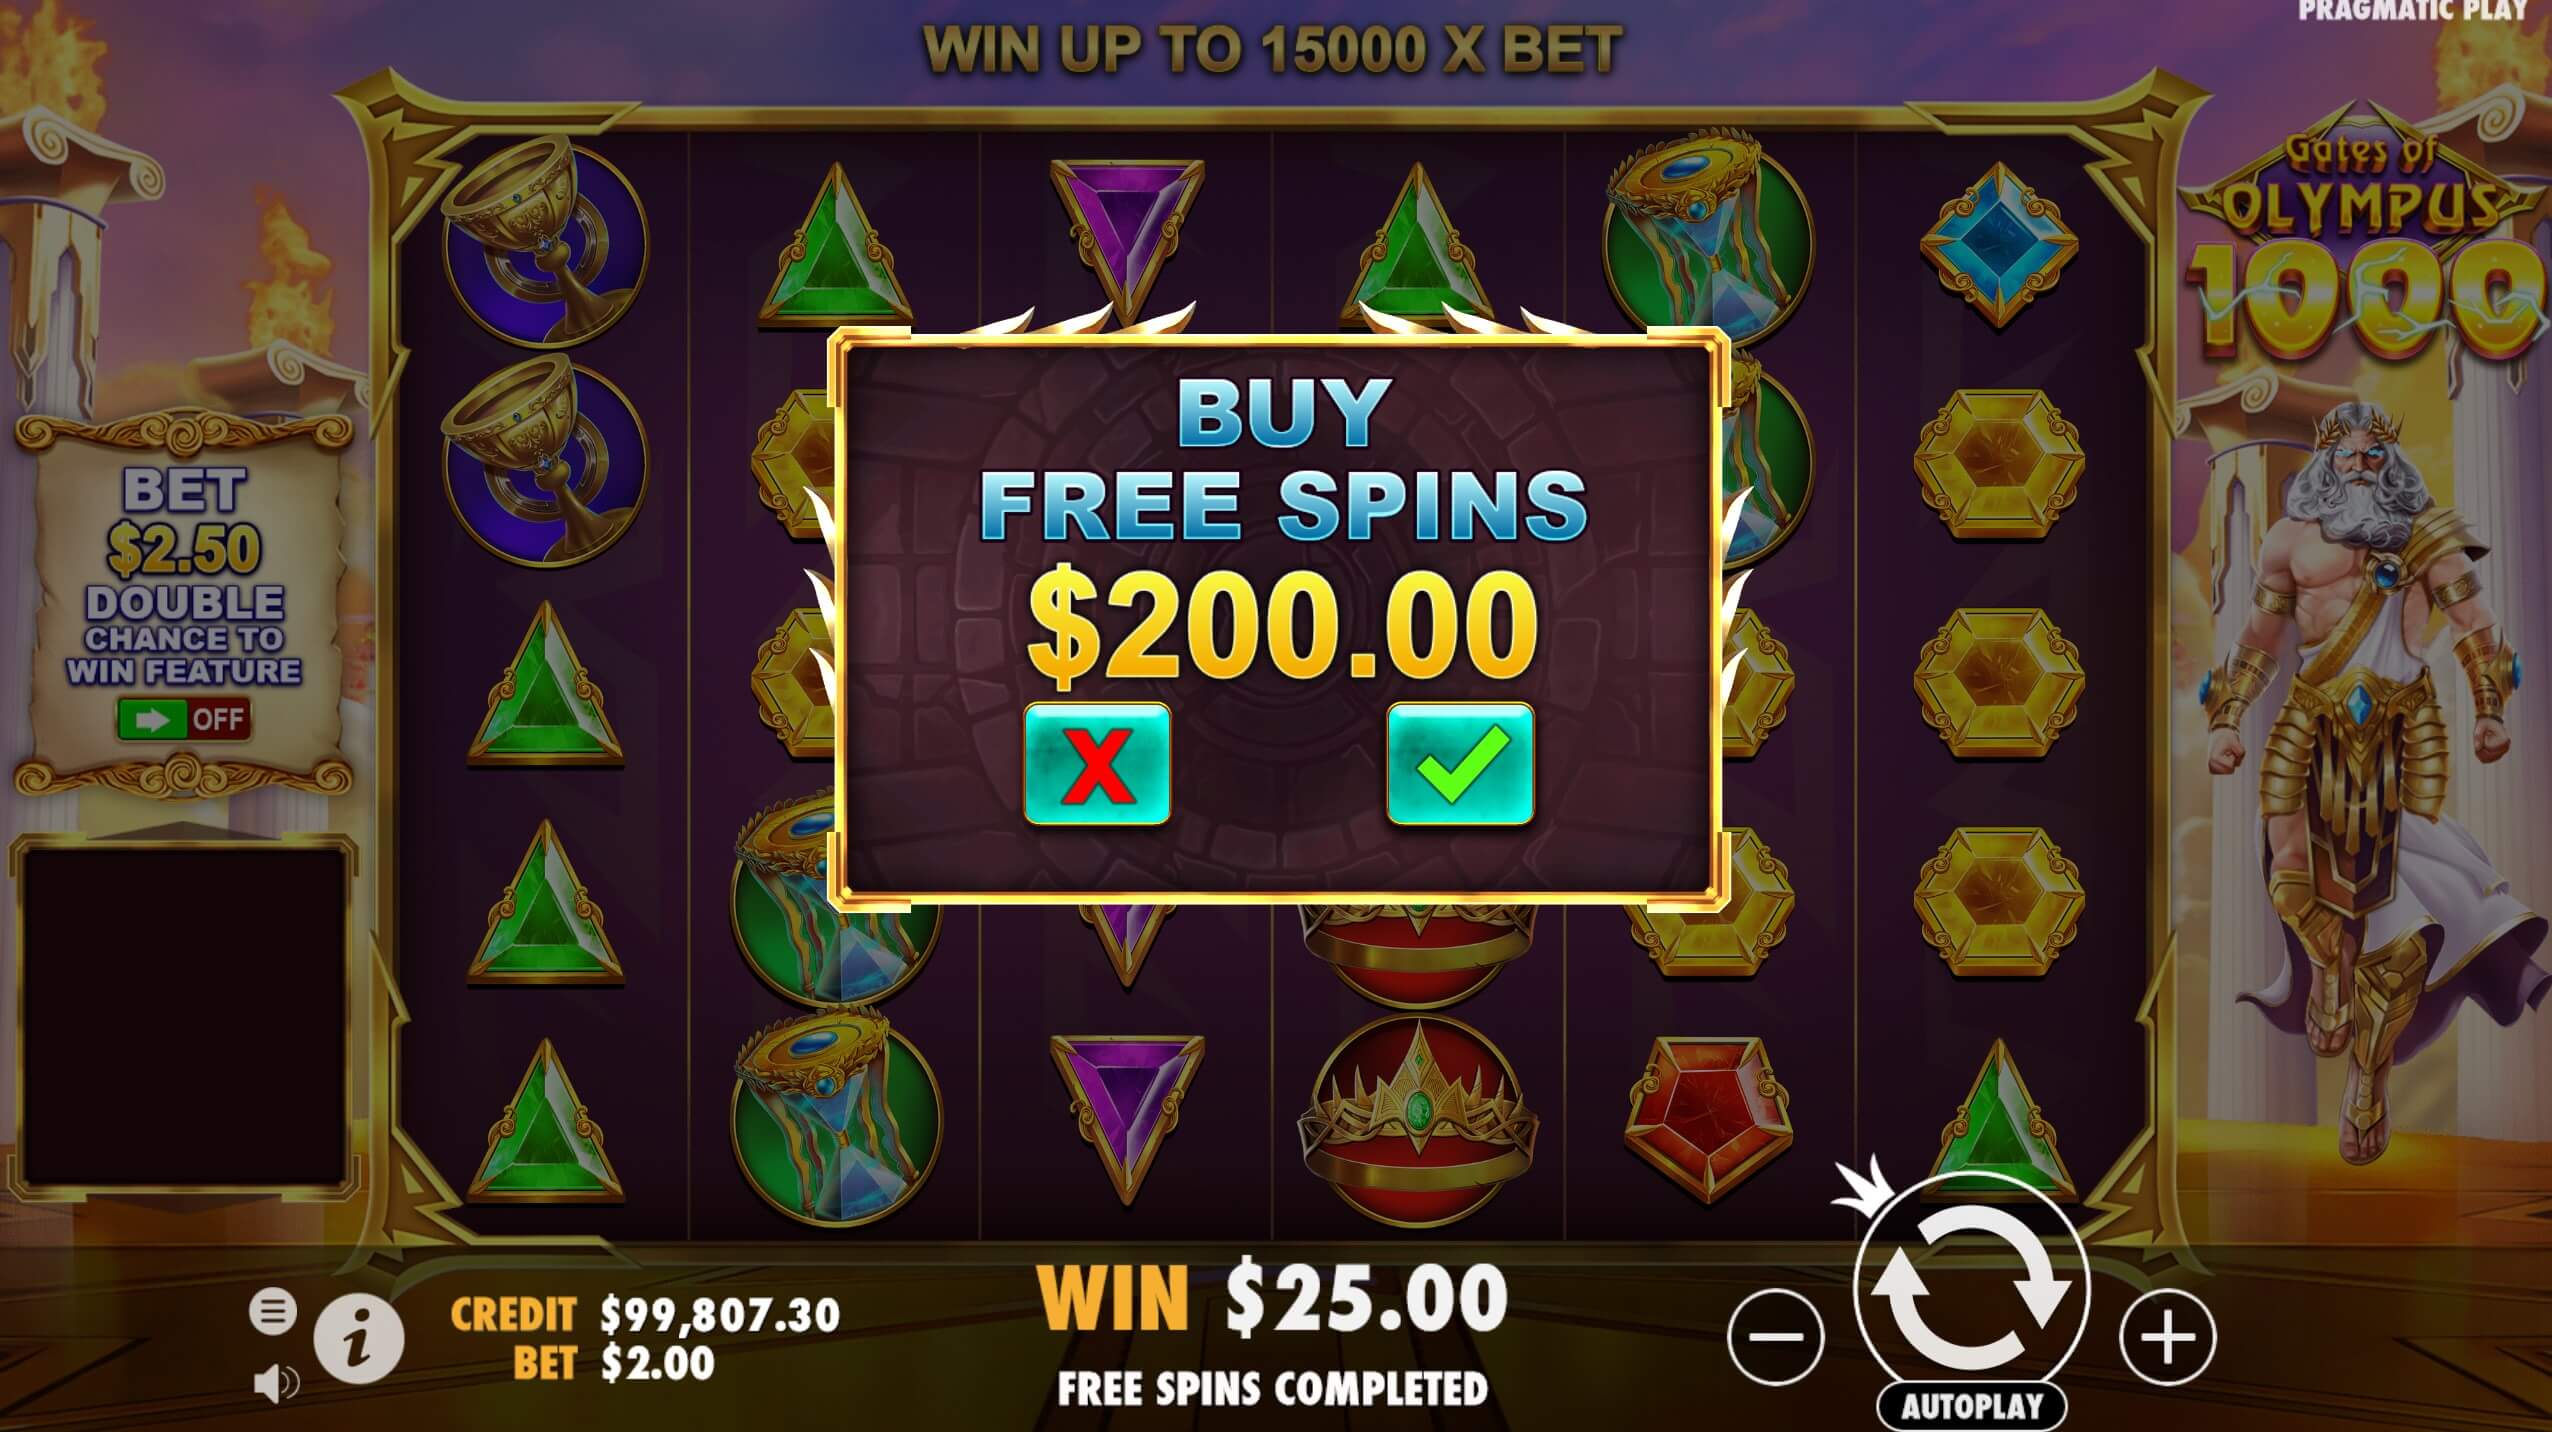 PRAGMATIC PLAY
WIN UP TO 15000 X BET
Gates of
OLYMPUS
1000
BUY
FREE SPINS
$200.00
X
BET
$2.50
DOUBLE
CHANCE TO
WIN FEATURE
OFF
CREDIT $99,807.30
BET $2.00
WIN $25.00
FREE SPINS COMPLETED
AUTOPLAY